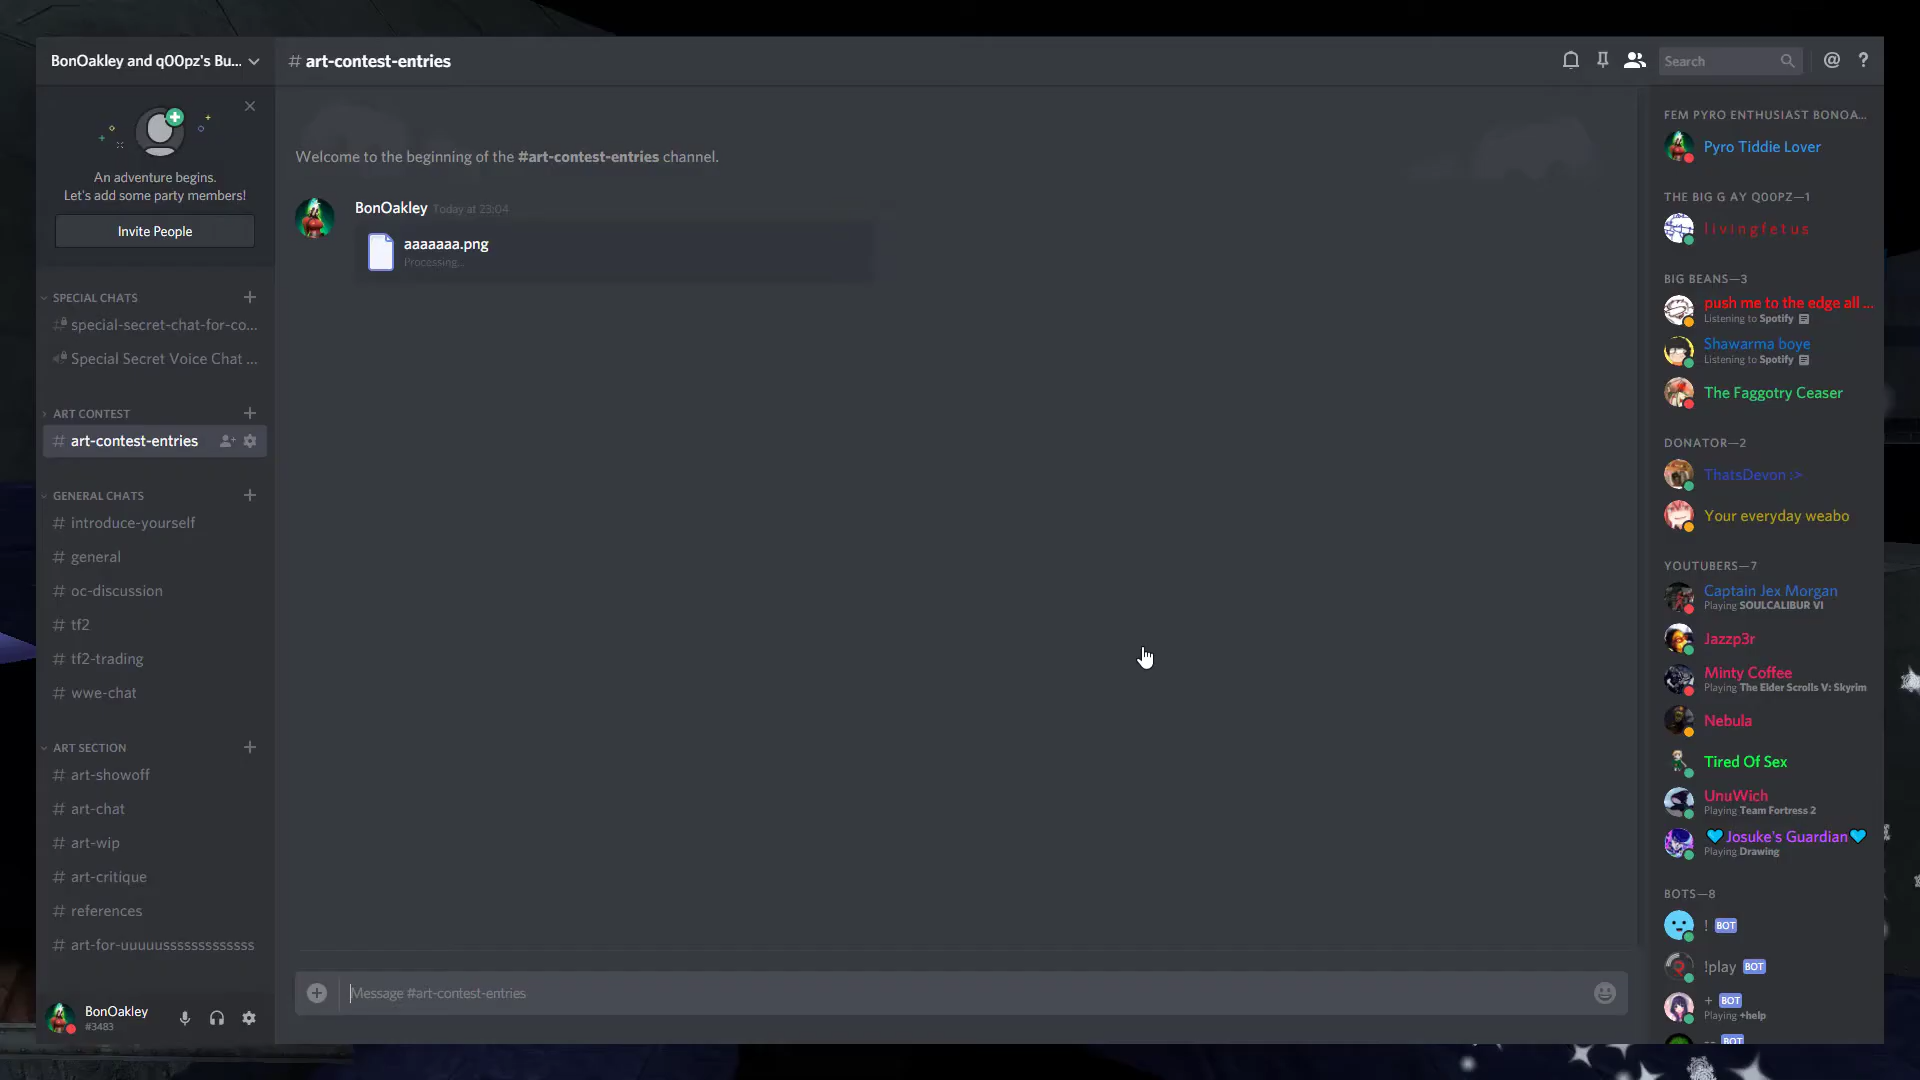 BonOakley and q00pz's Bu...
# art-contest-entries
Search
@ ?
An adventure begins.
Let's add some party members!
Invite People
SPECIAL CHATS
special-secret-chat-for-co...
Special Secret Voice Chat ...
ART CONTEST
# art-contest-entries
GENERAL CHATS
# introduce-yourself
# general
# oc-discussion
# tf2
# tf2-trading
# wwe-chat
ART SECTION
# art-showoff
# art-chat
# art-wip
# art-critique
# references
# art-for-uuuuusssssssssssss
BonOakley
#3483
Welcome to the beginning of the #art-contest-entries channel.
BonOakley Today at 23:04
aaaaaaa.png
Processing...
Message #art-contest-entries
FEM PYRO ENTHUSIAST BONOA...
Pyro Tiddie Lover
THE BIG G AY Q00PZ—1
livingfetus
BIG BEANS—3
push me to the edge all ...
Listening to Spotify
Shawarma boye
Listening to Spotify
The Faggotry Ceaser
DONATOR—2
ThatsDevon :>
Your everyday weabo
YOUTUBERS—7
Captain Jex Morgan
Playing SOULCALIBUR VI
Jazzp3r
Minty Coffee
Playing The Elder Scrolls V: Skyrim
Nebula
Tired Of Sex
UnuWich
Playing Team Fortress 2
💙Josuke's Guardian💙
Playing Drawing
BOTS—8
! BOT
!play BOT
+ BOT
Playing +help
BOT